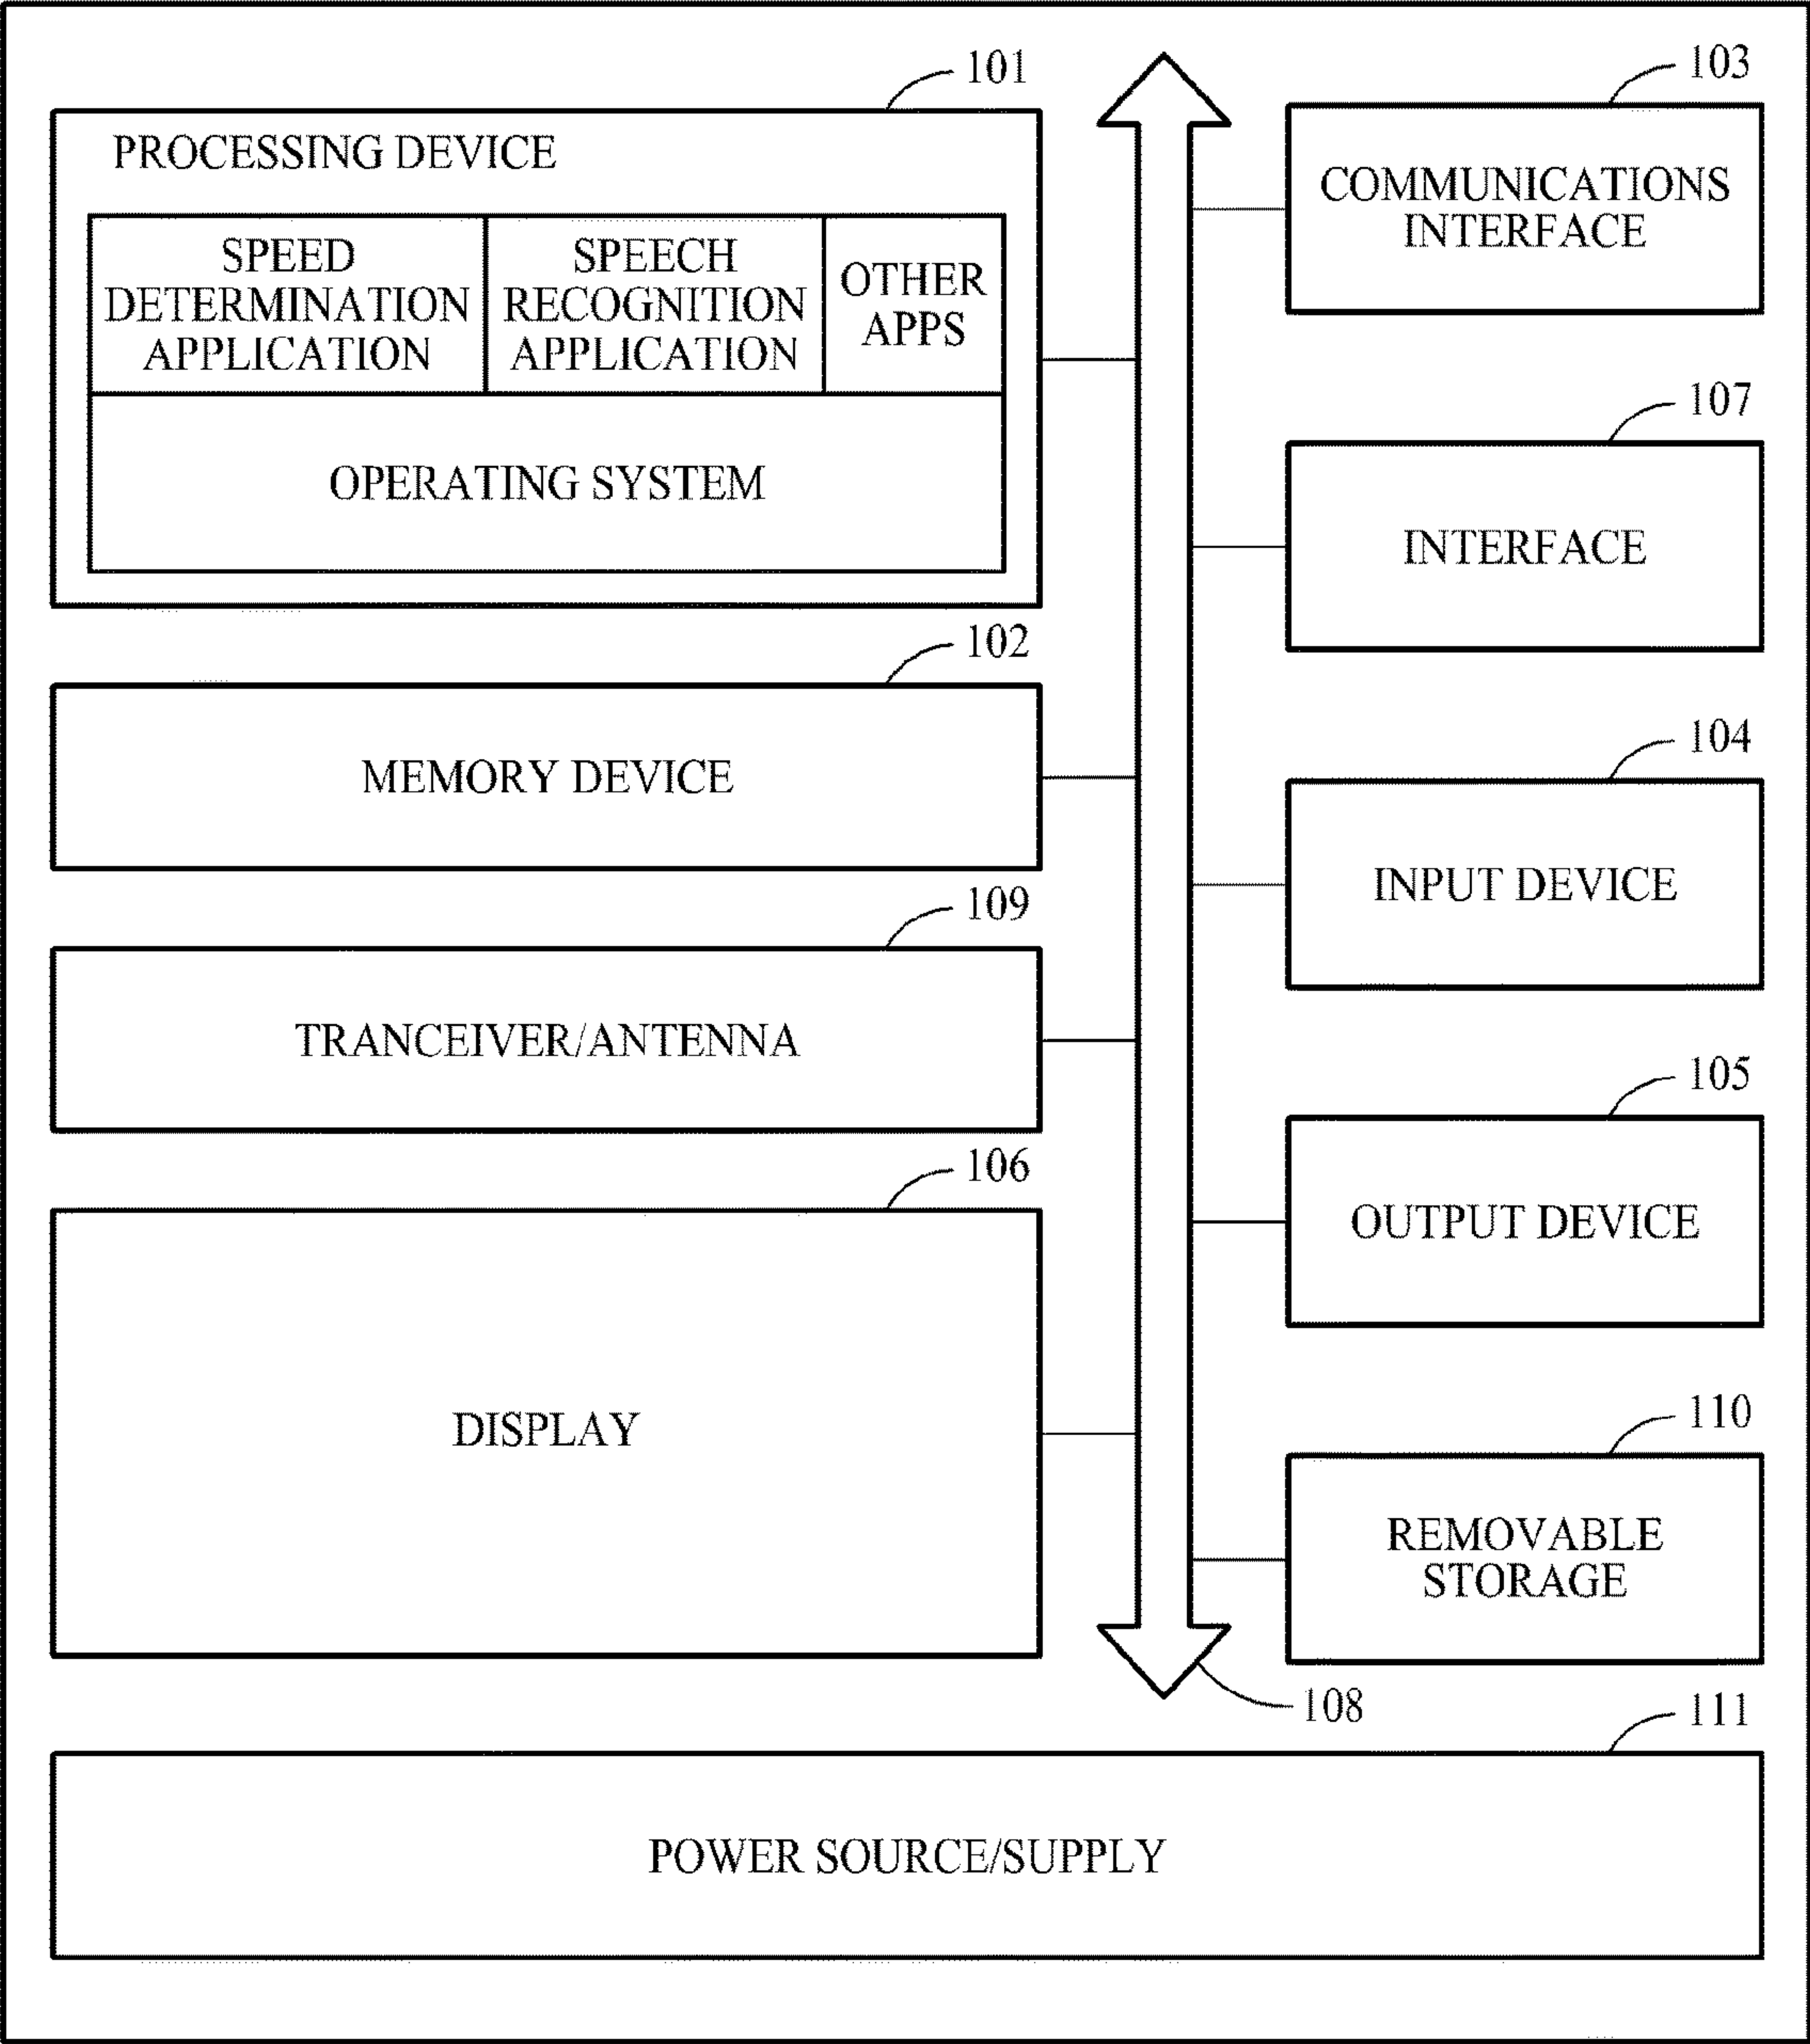 101
PROCESSING DEVICE
SPEED
DETERMINATION
APPLICATION
SPEECH
RECOGNITION
APPLICATION
OTHER
APPS
OPERATING SYSTEM
102
MEMORY DEVICE
109
TRANCEIVER/ANTENNA
106
DISPLAY
103
COMMUNICATIONS
INTERFACE
107
INTERFACE
104
INPUT DEVICE
105
OUTPUT DEVICE
110
REMOVABLE
STORAGE
108
111
POWER SOURCE/SUPPLY